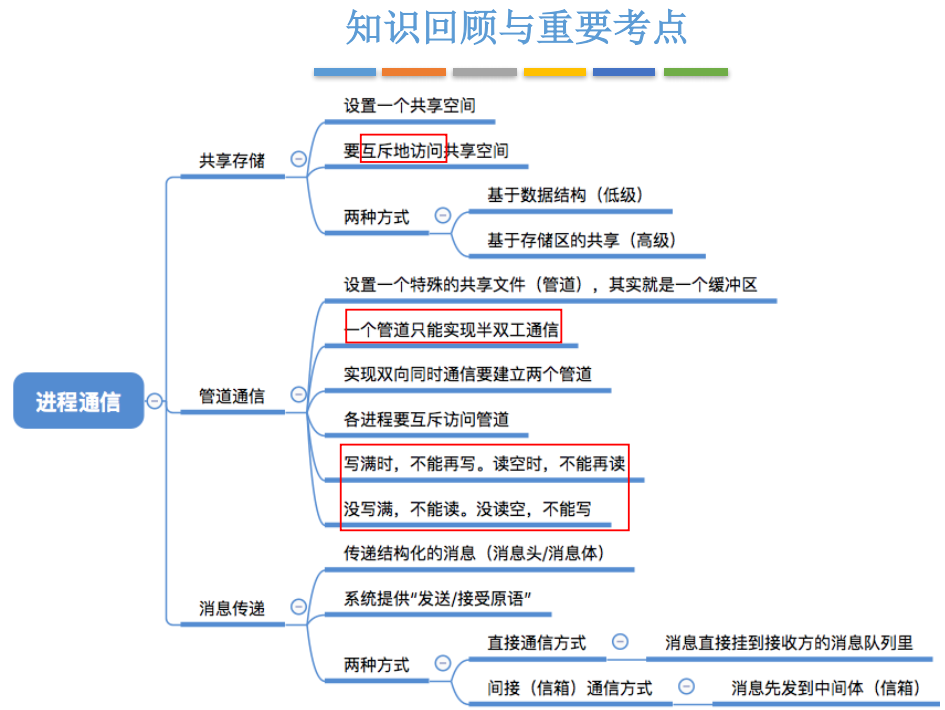 知识回顾与重要考点
设置一个共享空间
共享存储
要互斥地访问共享空间
两种方式
基于数据结构（低级）
基于存储区的共享（高级）
设置一个特殊的共享文件（管道），其实就是一个缓冲区
一个管道只能实现半双工通信
实现双向同时通信要建立两个管道
进程通信
管道通信
各进程要互斥访问管道
写满时，不能再写。读空时，不能再读
没写满，不能读。没读空，不能写
传递结构化的消息（消息头/消息体）
消息传递
系统提供“发送/接受原语”
两种方式
直接通信方式
消息直接挂到接收方的消息队列里
间接（信箱）通信方式
消息先发到中间体（信箱）